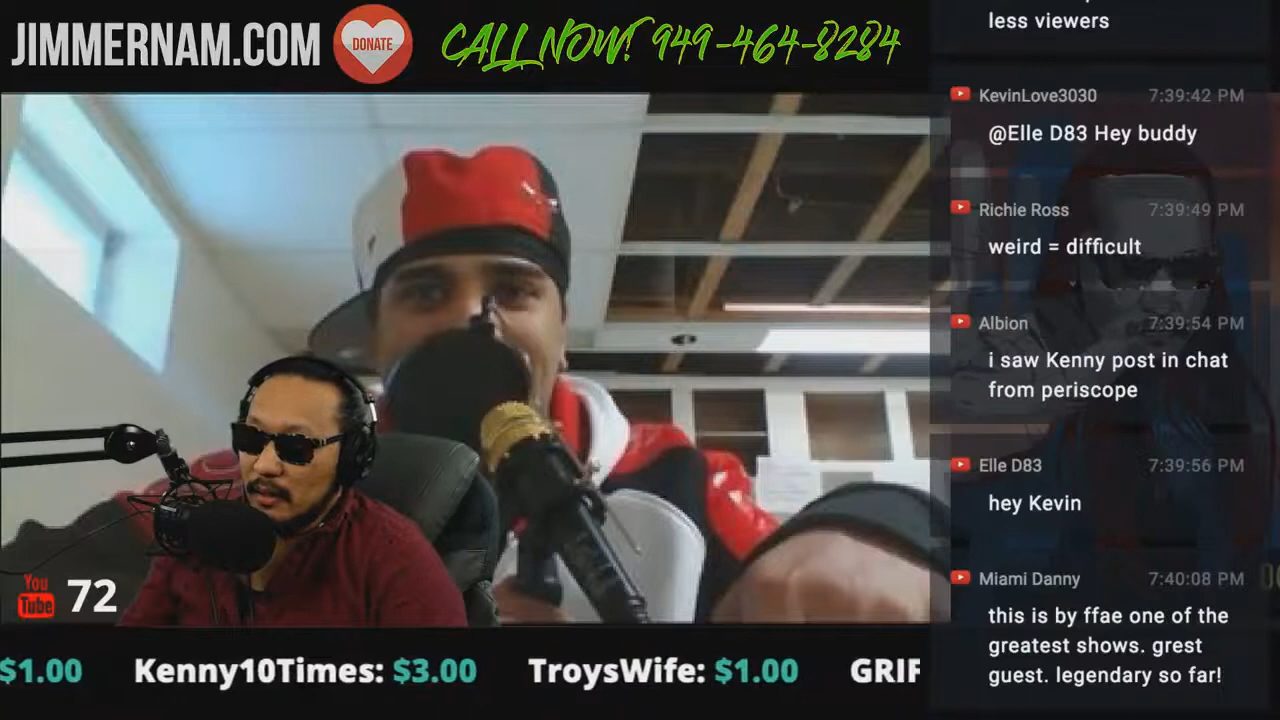 JIMMERNAM.COM
DONATE
CALL NOW! 949-464-8284
less viewers
KevinLove3030 7:39:42 PM
@Elle D83 Hey buddy
Richie Ross 7:39:49 PM
weird = difficult
Albion 7:39:54 PM
i saw Kenny post in chat
from periscope
Elle D83 7:39:56 PM
hey Kevin
Miami Danny 7:40:08 PM
this is by ffae one of the
greatest shows. grest
guest. legendary so far!
You
Tube
72
$1.00 Kenny10Times: $3.00 TroysWife: $1.00 GRIF